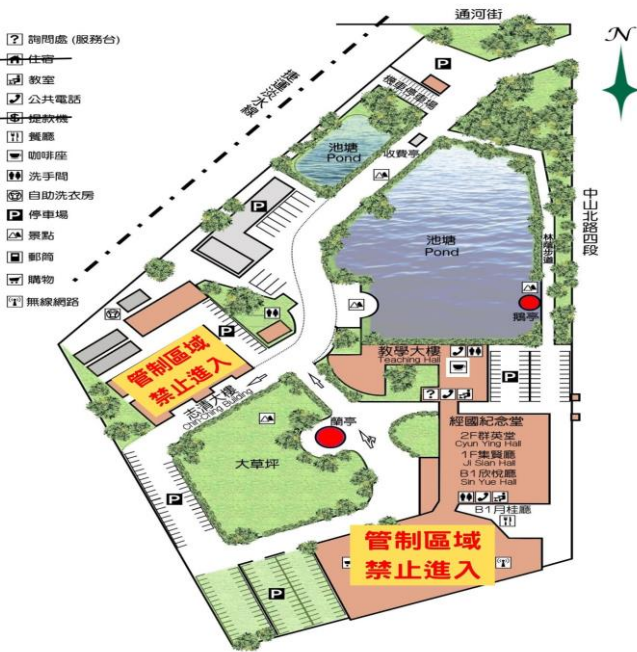 通河街
N
? 詢問處 (服務台)
住宿
教室
公共電話
$ 提款機
餐廳
咖啡座
洗手間
自助洗衣房
P 停車場
景點
郵筒
購物
無線網路
捷運淡水線
P
機車停車場
收費亭
池塘
Pond
池塘
Pond
中山北路四段
林蔭步道
鵝亭
P
P
管制區域
禁止進入
志清大樓
ChihChing Building
教學大樓
Teaching Hall
?
P
經國紀念堂
2F群英堂
Cyun Ying Hall
1F集賢廳
Ji Sian Hall
B1欣悅廳
Sin Yue Hall
B1月桂廳
蘭亭
大草坪
P
管制區域
禁止進入
P